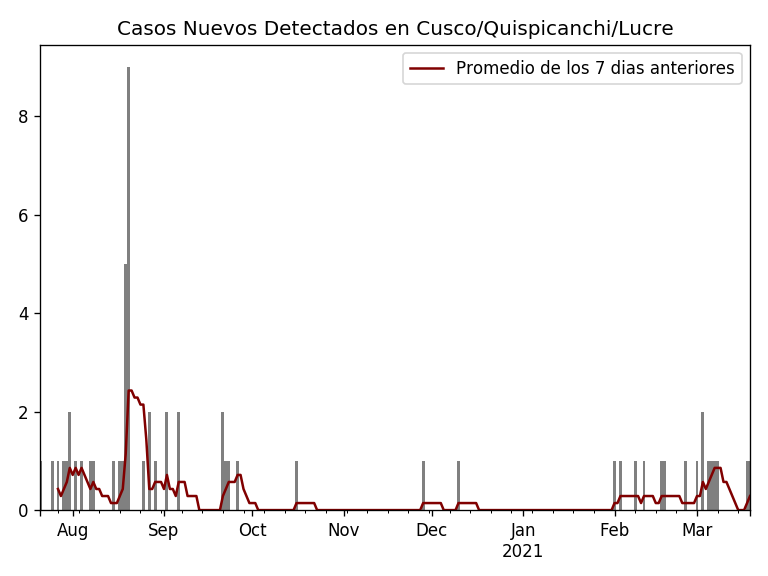 Casos Nuevos Detectados en Cusco/Quispicanchi/Lucre
Promedio de los 7 dias anteriores
8
6
4
2
0
Aug Sep Oct Nov Dec Jan Feb Mar
2021